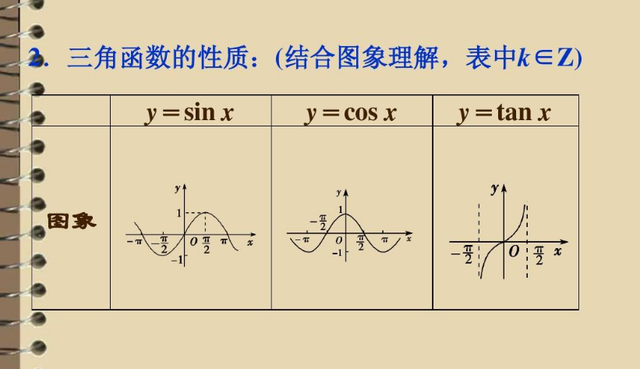 2. 三角函数的性质：(结合图象理解，表中k∈Z)
y＝sin x
y＝cos x
y＝tan x
图象
y
1
-π
-π/2
O
π/2
π
x
-1
y
1
-π/2
-π
O
π/2
π
x
-1
y
-π/2
O
π/2
x